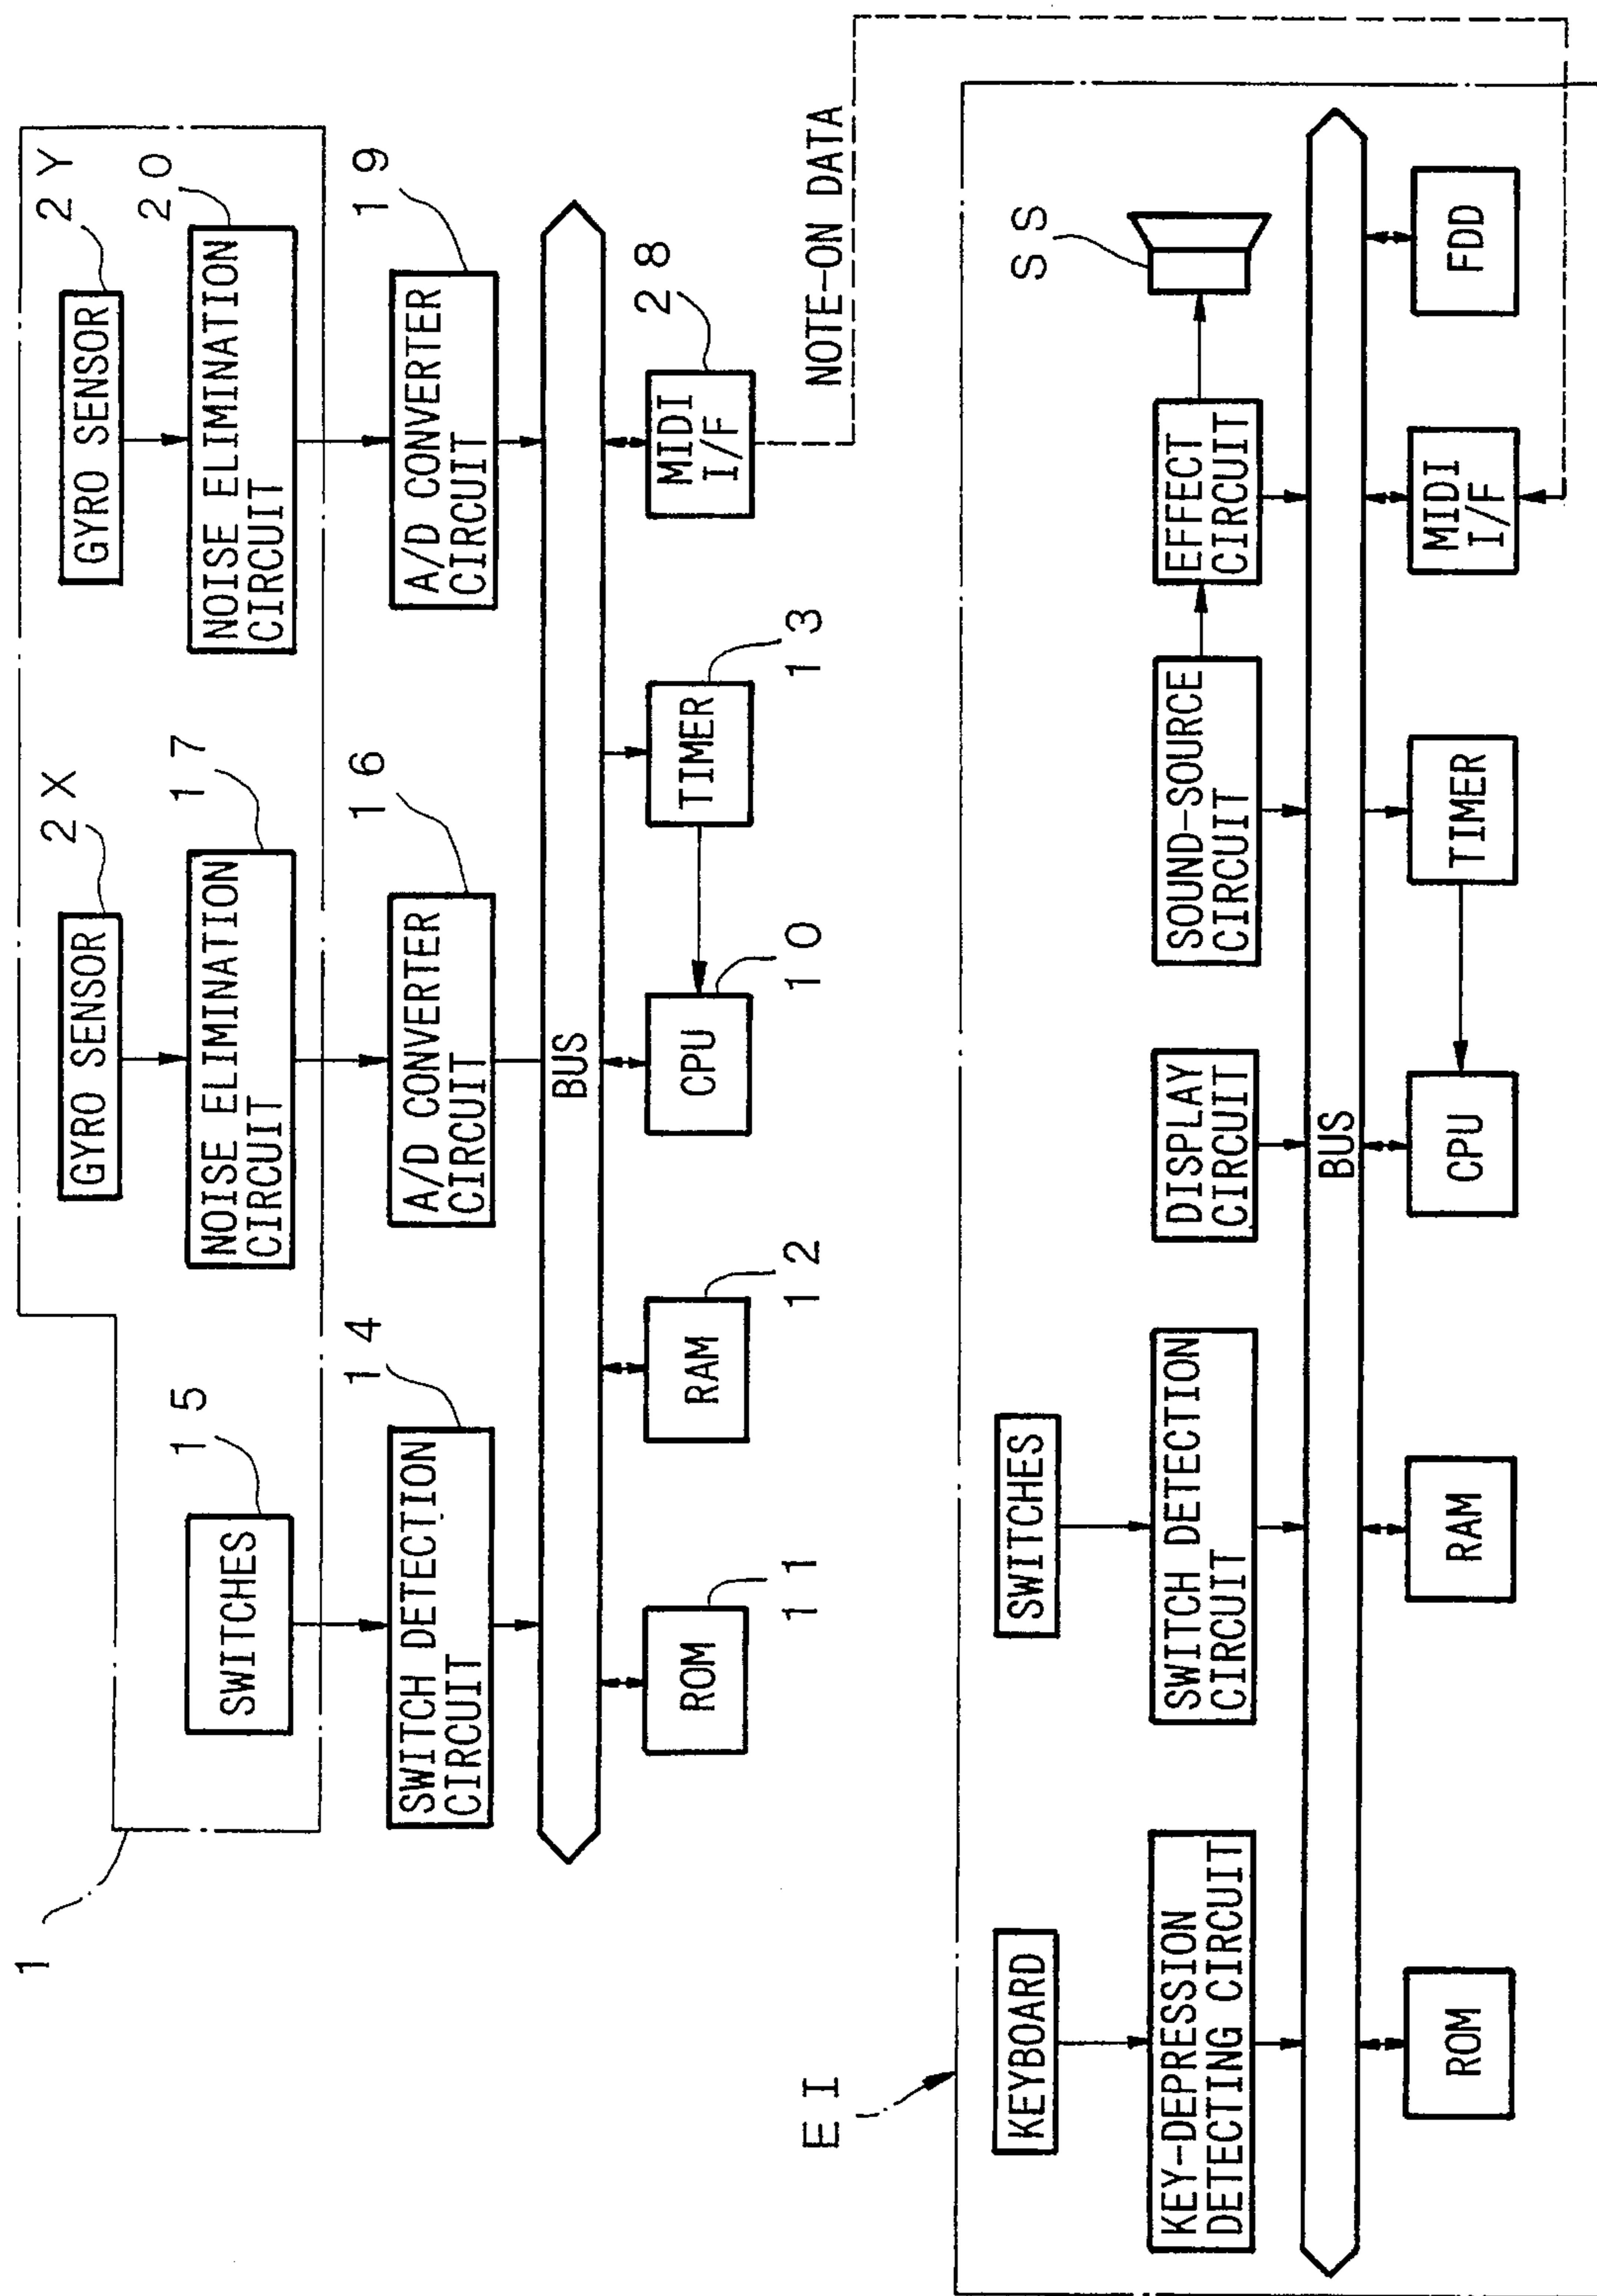 1
GYRO SENSOR
2X
GYRO SENSOR
2Y
SWITCHES
15
NOISE ELIMINATION
CIRCUIT
17
NOISE ELIMINATION
CIRCUIT
20
SWITCH DETECTION
CIRCUIT
14
A/D CONVERTER
CIRCUIT
16
A/D CONVERTER
CIRCUIT
19
BUS
ROM
11
RAM
12
CPU
10
TIMER
13
MIDI
I/F
28
NOTE-ON DATA
EI
KEYBOARD
SWITCHES
SS
KEY-DEPRESSION
DETECTING CIRCUIT
SWITCH DETECTION
CIRCUIT
DISPLAY
CIRCUIT
SOUND-SOURCE
CIRCUIT
EFFECT
CIRCUIT
BUS
ROM
RAM
CPU
TIMER
MIDI
I/F
FDD